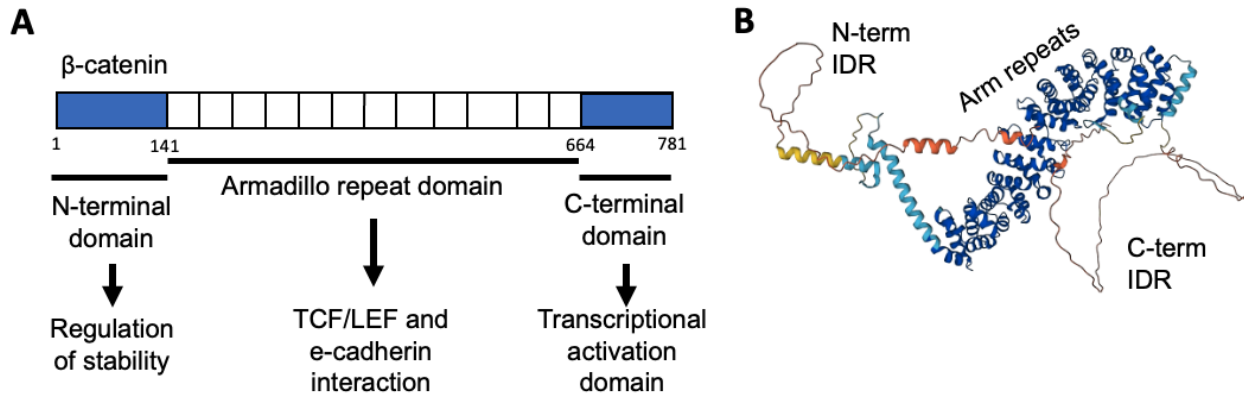 A
β-catenin
1
141
664
781
N-terminal
domain
Armadillo repeat domain
C-terminal
domain
Regulation
of stability
TCF/LEF and
e-cadherin
interaction
Transcriptional
activation
domain
B
N-term
IDR
Arm repeats
C-term
IDR